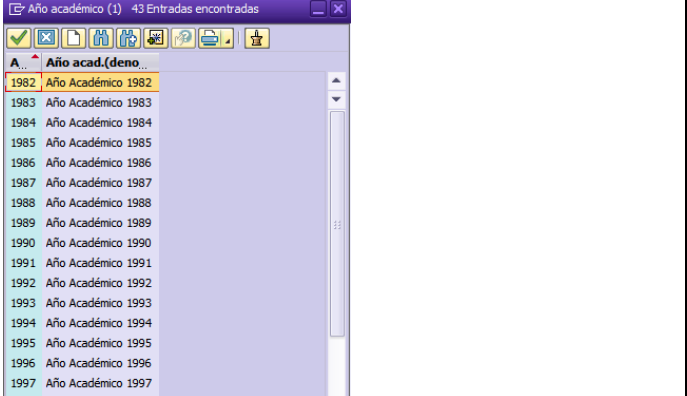 Año académico (1) 43 Entradas encontradas
A.. Año acad.(deno..
1982 Año Académico 1982
1983 Año Académico 1983
1984 Año Académico 1984
1985 Año Académico 1985
1986 Año Académico 1986
1987 Año Académico 1987
1988 Año Académico 1988
1989 Año Académico 1989
1990 Año Académico 1990
1991 Año Académico 1991
1992 Año Académico 1992
1993 Año Académico 1993
1994 Año Académico 1994
1995 Año Académico 1995
1996 Año Académico 1996
1997 Año Académico 1997